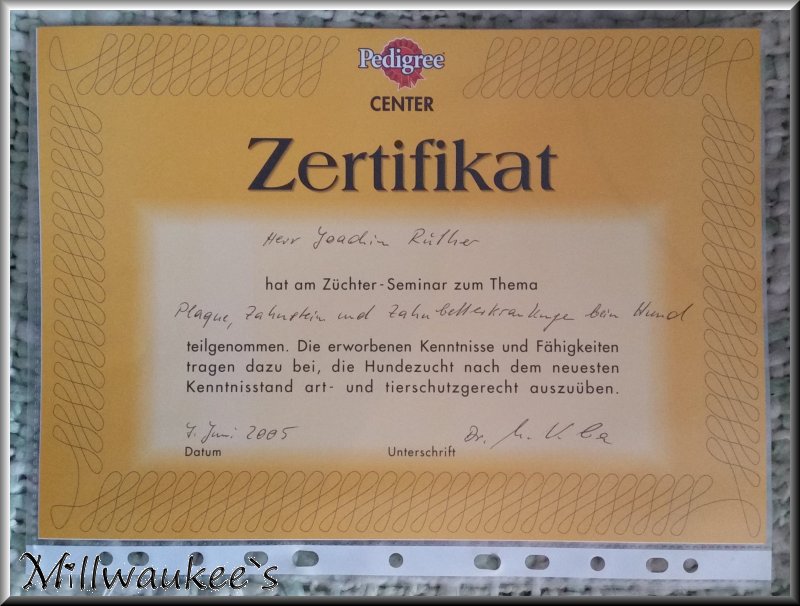 Pedigree
CENTER
Zertifikat
Herr Joachim Rüther
hat am Züchter-Seminar zum Thema
Plaque, Zahnstein und Zahnbetterkrankungen beim Hund
teilgenommen. Die erworbenen Kenntnisse und Fähigkeiten
tragen dazu bei, die Hundezucht nach dem neuesten
Kenntnisstand art- und tierschutzgerecht auszuüben.
Juni 2005 Dr.
Datum Unterschrift
Millwaukee`s